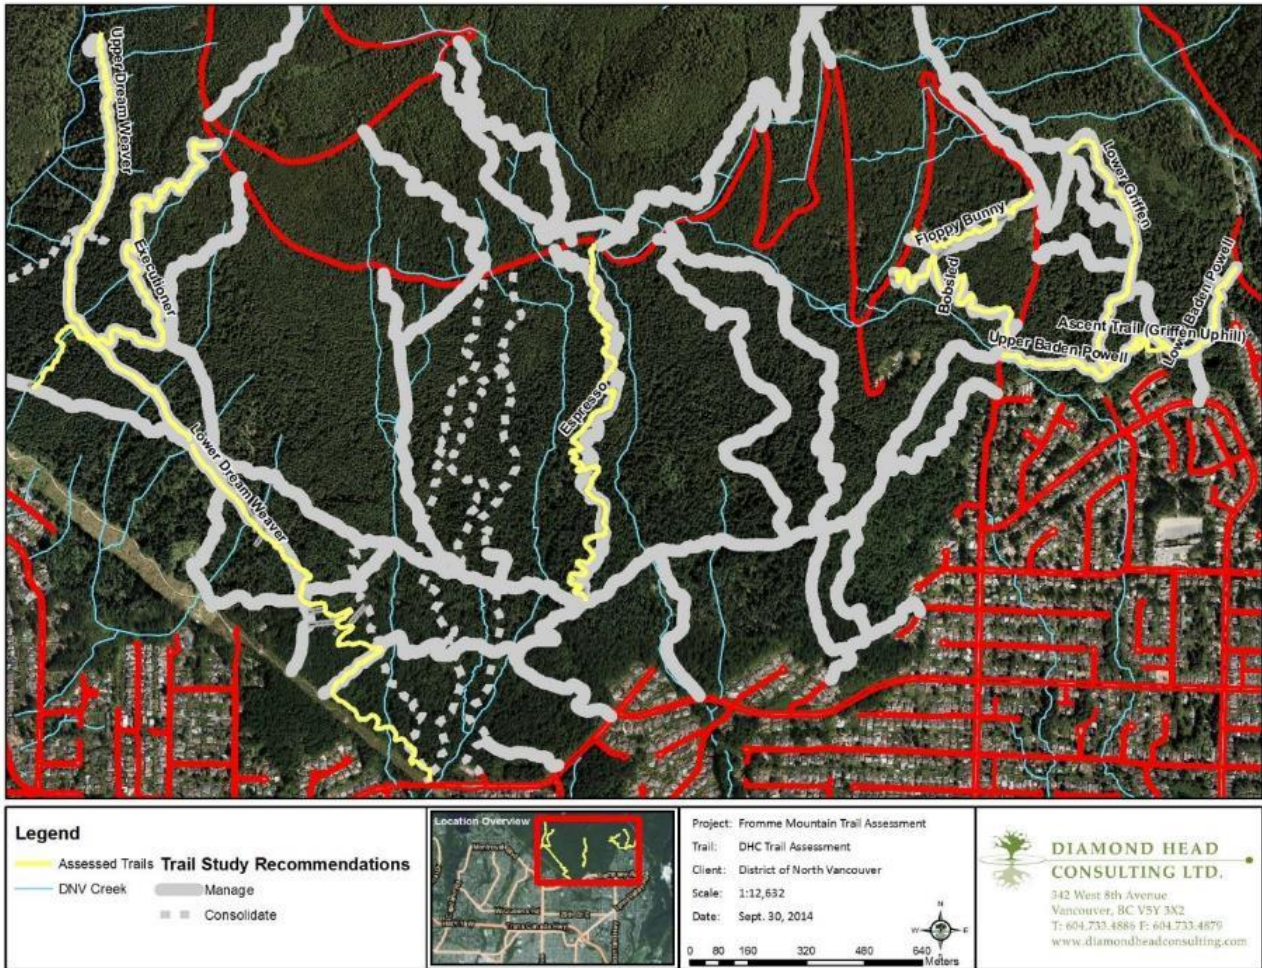 Upper Dream Weaver
Executioner
Lower Dream Weaver
Espresso
Floppy Bunny
Bobsled
Lower Griffen
Lower Baden Powell
Ascent Trail (Griffen Uphill)
Upper Baden Powell
Legend
Assessed Trails
DNV Creek
Trail Study Recommendations
Manage
Consolidate
Location Overview
Project: Fromme Mountain Trail Assessment
Trail: DHC Trail Assessment
Client: District of North Vancouver
Scale: 1:12,632
Date: Sept. 30, 2014
N
W E
S
0 80 160 320 480 640
Meters
DIAMOND HEAD
CONSULTING LTD.
342 West 8th Avenue
Vancouver, BC V5Y 3X2
T: 604.733.4886 F: 604.733.4879
www.diamondheadconsulting.com